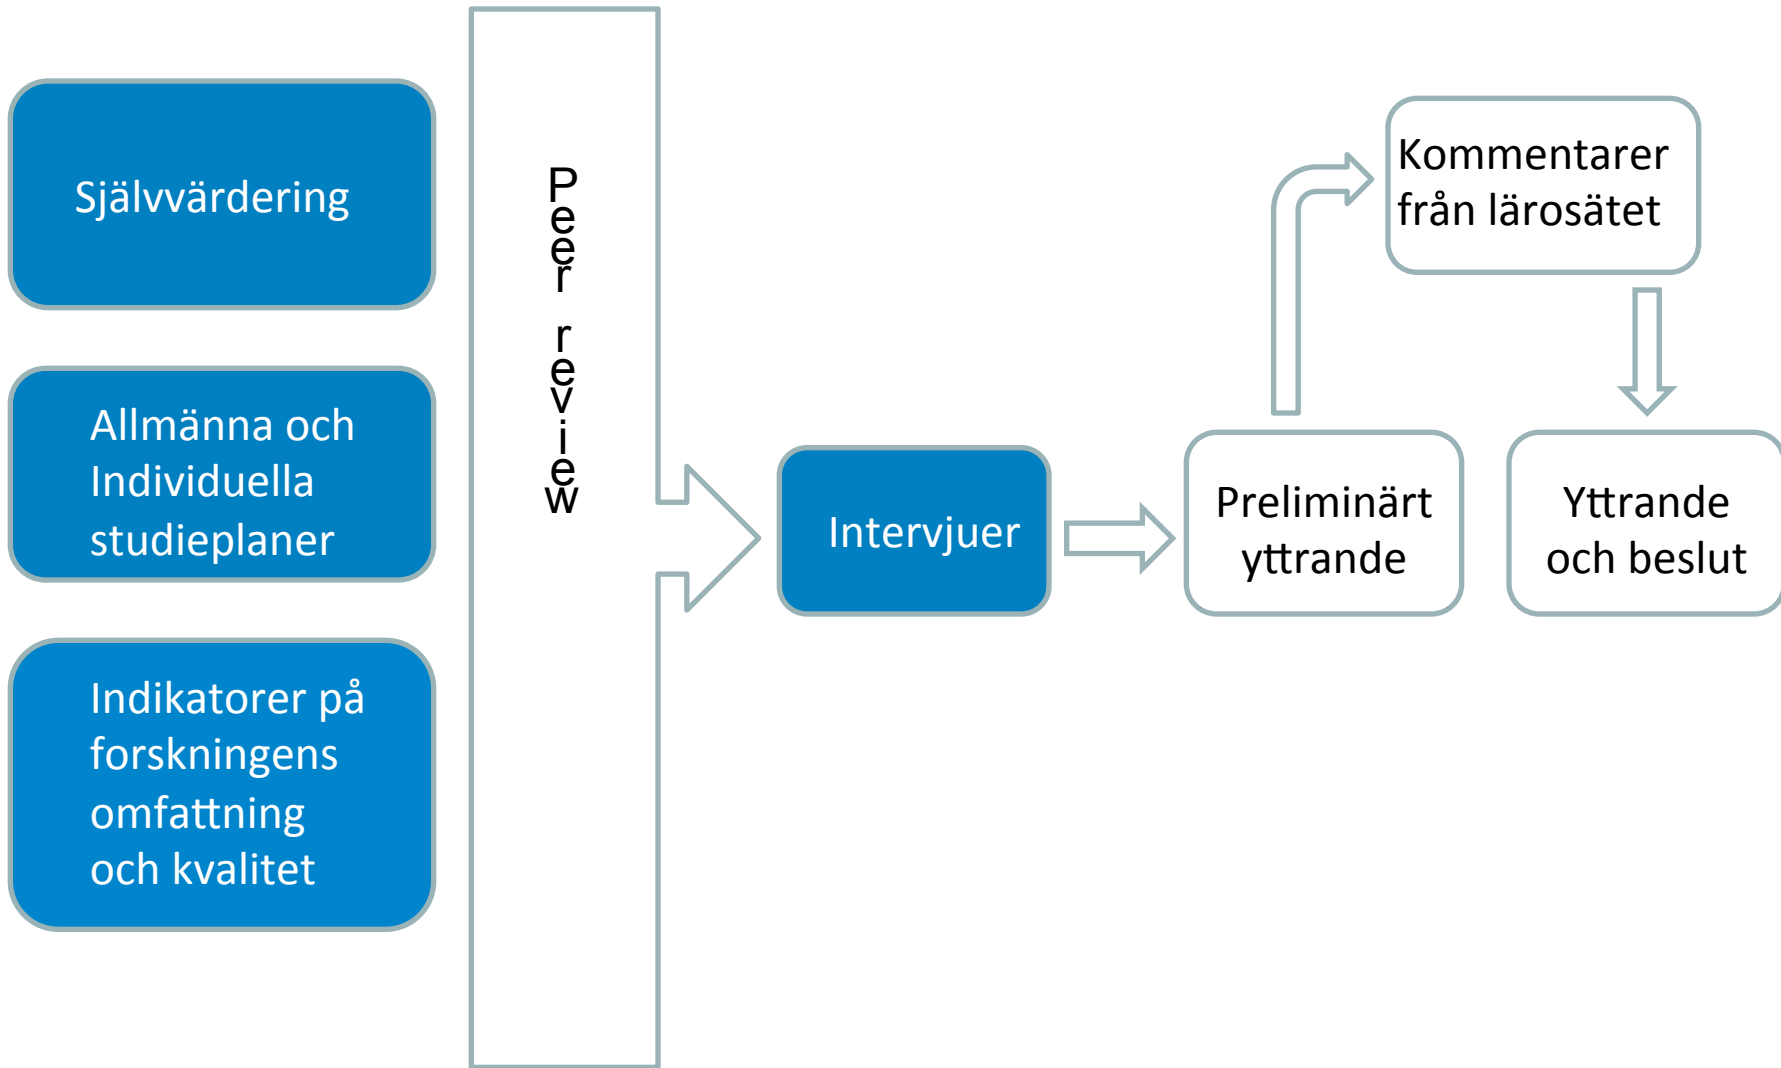 Självvärdering
Allmänna och
Individuella
studieplaner
Indikatorer på
forskningens
omfattning
och kvalitet
Peer review
Intervjuer
Preliminärt
yttrande
Kommentarer
från lärosätet
Yttrande
och beslut